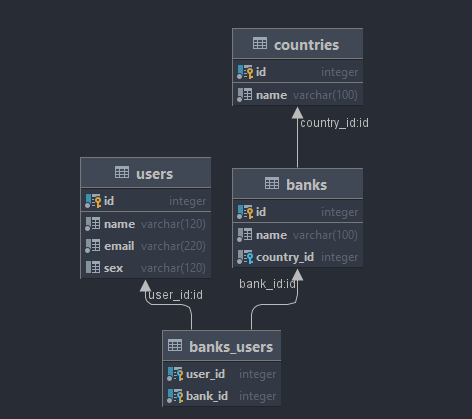 countries
id integer
name varchar(100)
country_id:id
users
id integer
name varchar(120)
email varchar(220)
sex varchar(120)
banks
id integer
name varchar(100)
country_id integer
user_id:id
bank_id:id
banks_users
user_id integer
bank_id integer